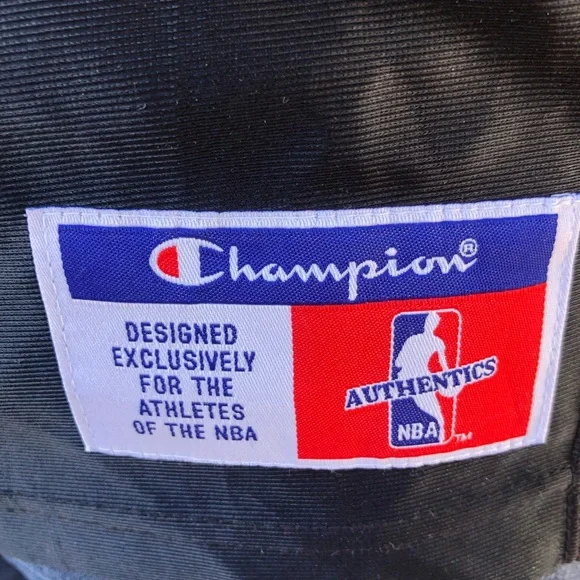 Champion®
DESIGNED
EXCLUSIVELY
FOR THE
ATHLETES
OF THE NBA
AUTHENTICS
NBA™